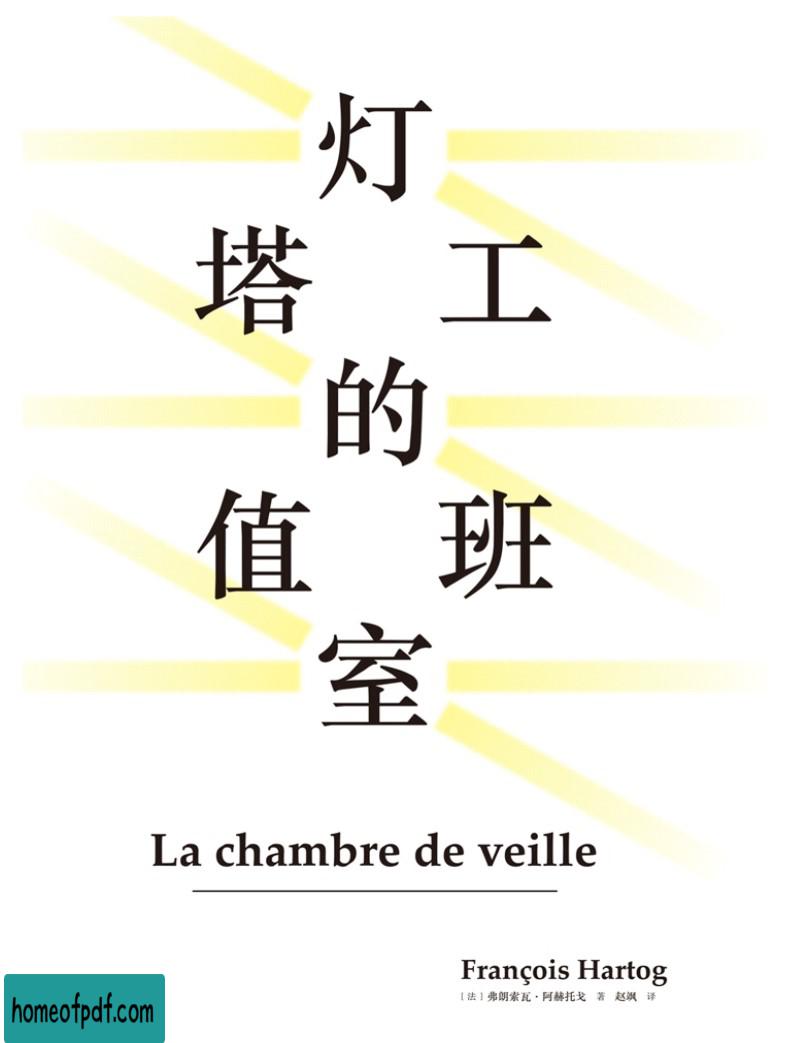 灯
塔 工
的
值 班
室
La chambre de veille
François Hartog
［法］弗朗索瓦·阿赫托戈 著 赵飒 译
homeofpdf.com